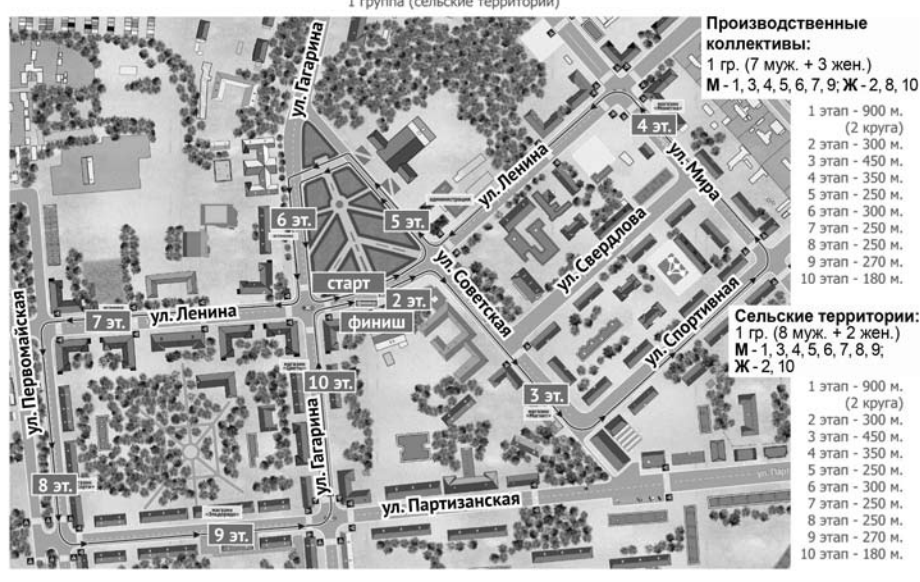 1 группа (сельские территории)
Производственные
коллективы:
1 гр. (7 муж. + 3 жен.)
М - 1, 3, 4, 5, 6, 7, 9; Ж - 2, 8, 10
1 этап - 900 м.
(2 круга)
2 этап - 300 м.
3 этап - 450 м.
4 этап - 350 м.
5 этап - 250 м.
6 этап - 300 м.
7 этап - 250 м.
8 этап - 250 м.
9 этап - 270 м.
10 этап - 180 м.
Сельские территории:
1 гр. (8 муж. + 2 жен.)
М - 1, 3, 4, 5, 6, 7, 8, 9;
Ж - 2, 10
1 этап - 900 м.
(2 круга)
2 этап - 300 м.
3 этап - 450 м.
4 этап - 350 м.
5 этап - 250 м.
6 этап - 300 м.
7 этап - 250 м.
8 этап - 250 м.
9 этап - 270 м.
10 этап - 180 м.
ул. Гагарина
4 эт.
ул. Мира
ул. Ленина
6 эт.
5 эт.
ул. Свердлова
ул. Советская
старт
2 эт.
финиш
7 эт.
ул. Ленина
ул. Спортивная
ул. Первомайская
10 эт.
3 эт.
ул. Гагарина
8 эт.
9 эт.
ул. Партизанская